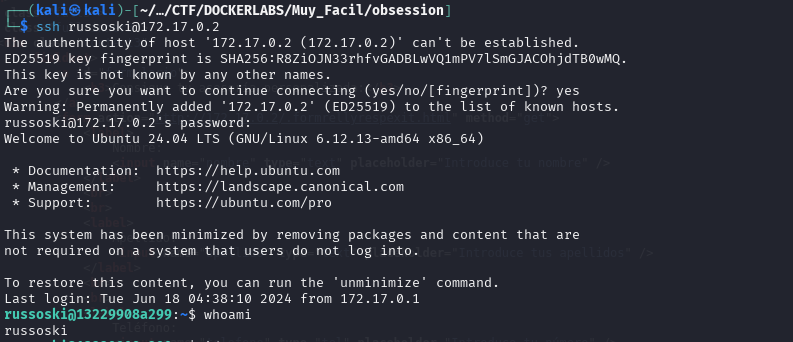 ┌──(kali㉿kali)-[~/…/CTF/DOCKERLABS/Muy_Facil/obsession]
└─$ ssh russoski@172.17.0.2
The authenticity of host '172.17.0.2 (172.17.0.2)' can't be established.
ED25519 key fingerprint is SHA256:R8ZiOJN33rhfvGADBLwVQ1mPV7lSmGJACOhjdTB0wMQ.
This key is not known by any other names.
Are you sure you want to continue connecting (yes/no/[fingerprint])? yes
Warning: Permanently added '172.17.0.2' (ED25519) to the list of known hosts.
russoski@172.17.0.2's password:
Welcome to Ubuntu 24.04 LTS (GNU/Linux 6.12.13-amd64 x86_64)
* Documentation: https://help.ubuntu.com
* Management: https://landscape.canonical.com
* Support: https://ubuntu.com/pro
This system has been minimized by removing packages and content that are
not required on a system that users do not log into.
To restore this content, you can run the 'unminimize' command.
Last login: Tue Jun 18 04:38:10 2024 from 172.17.0.1
russoski@13229908a299:~$ whoami
russoski